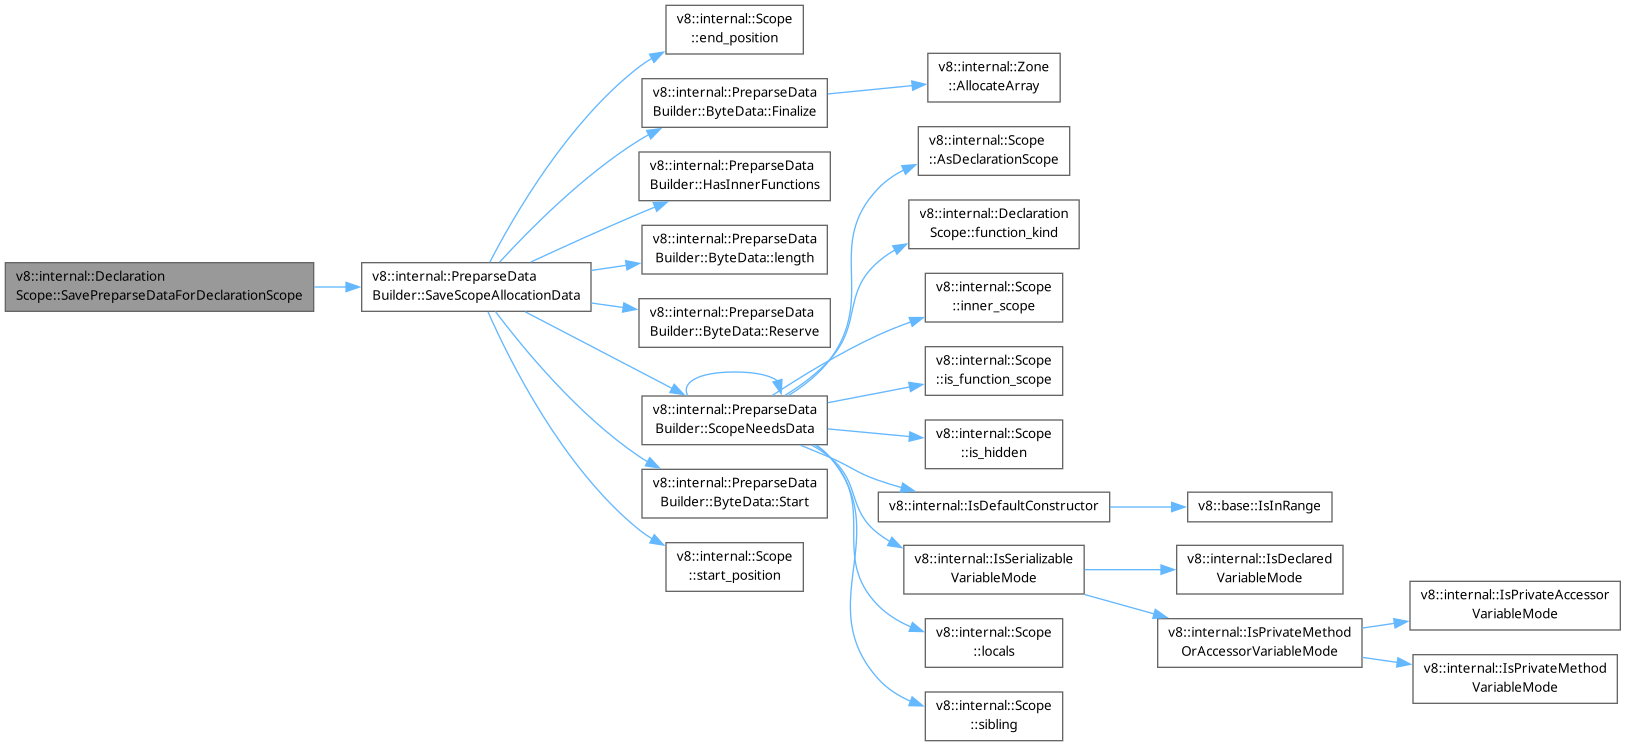 v8::internal::Declaration
Scope::SavePreparseDataForDeclarationScope
v8::internal::PreparseData
Builder::SaveScopeAllocationData
v8::internal::Scope
::end_position
v8::internal::PreparseData
Builder::ByteData::Finalize
v8::internal::PreparseData
Builder::HasInnerFunctions
v8::internal::PreparseData
Builder::ByteData::length
v8::internal::PreparseData
Builder::ByteData::Reserve
v8::internal::PreparseData
Builder::ScopeNeedsData
v8::internal::PreparseData
Builder::ByteData::Start
v8::internal::Scope
::start_position
v8::internal::Zone
::AllocateArray
v8::internal::Scope
::AsDeclarationScope
v8::internal::Declaration
Scope::function_kind
v8::internal::Scope
::inner_scope
v8::internal::Scope
::is_function_scope
v8::internal::Scope
::is_hidden
v8::internal::IsDefaultConstructor
v8::internal::IsSerializable
VariableMode
v8::internal::Scope
::locals
v8::internal::Scope
::sibling
v8::base::IsInRange
v8::internal::IsDeclared
VariableMode
v8::internal::IsPrivateMethod
OrAccessorVariableMode
v8::internal::IsPrivateAccessor
VariableMode
v8::internal::IsPrivateMethod
VariableMode